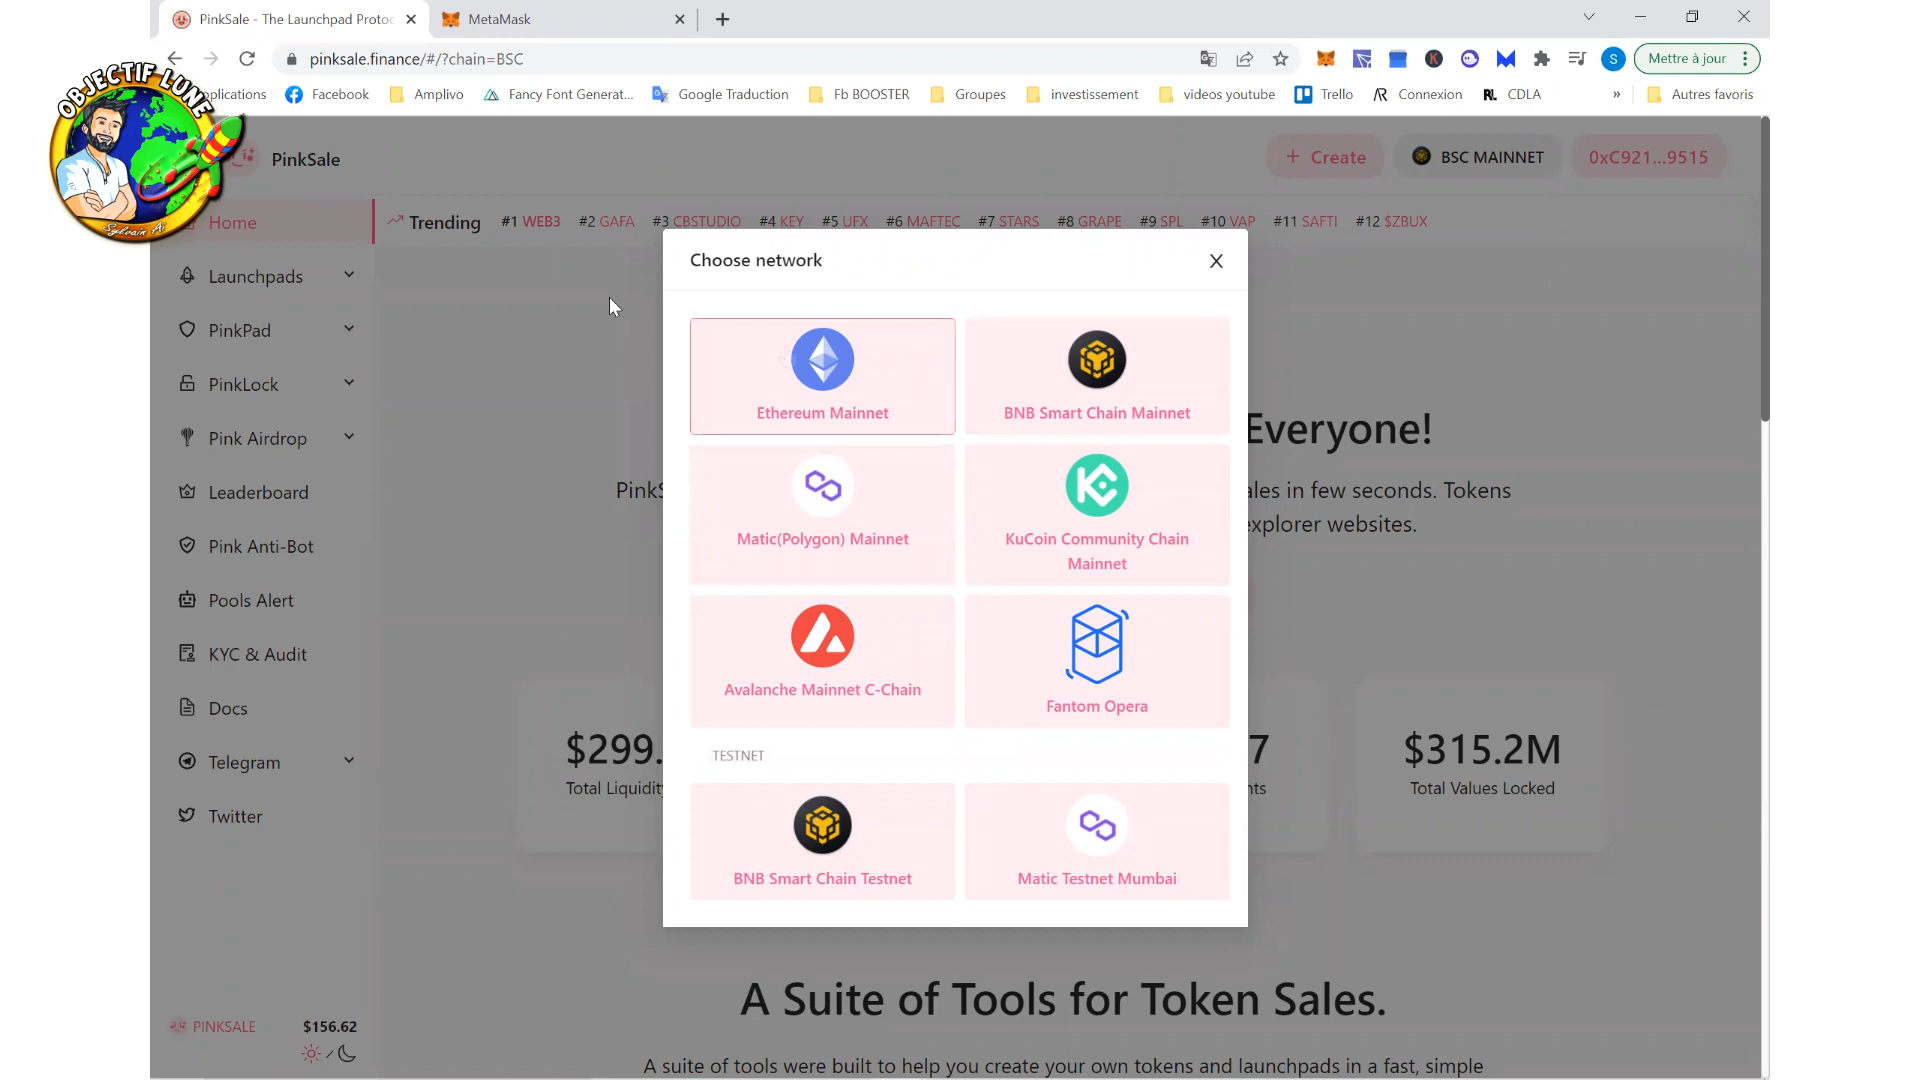 PinkSale - The Launchpad Protoc
MetaMask
pinksale.finance/#/?chain=BSC
Mettre à jour
S
plications
Facebook
Amplivo
Fancy Font Generat...
Google Traduction
Fb BOOSTER
Groupes
investissement
videos youtube
Trello
Connexion
CDLA
»
Autres favoris
OBJECTIF LUNE
Sylvain Ai
PinkSale
+ Create
BSC MAINNET
0xC921...9515
Home
Launchpads
PinkPad
PinkLock
Pink Airdrop
Leaderboard
Pink Anti-Bot
Pools Alert
KYC & Audit
Docs
Telegram
Twitter
PINKSALE $156.62
Trending #1 WEB3 #2 GAFA #3 CBSTUDIO #4 KEY #5 UFX #6 MAFTEC #7 STARS #8 GRAPE #9 SPL #10 VAP #11 SAFTI #12 $ZBUX
Choose network
X
Ethereum Mainnet
BNB Smart Chain Mainnet
Matic(Polygon) Mainnet
KuCoin Community Chain
Mainnet
Avalanche Mainnet C-Chain
Fantom Opera
TESTNET
BNB Smart Chain Testnet
Matic Testnet Mumbai
Everyone!
PinkS
ales in few seconds. Tokens
explorer websites.
$299.
Total Liquidity
7
nts
$315.2M
Total Values Locked
A Suite of Tools for Token Sales.
A suite of tools were built to help you create your own tokens and launchpads in a fast, simple